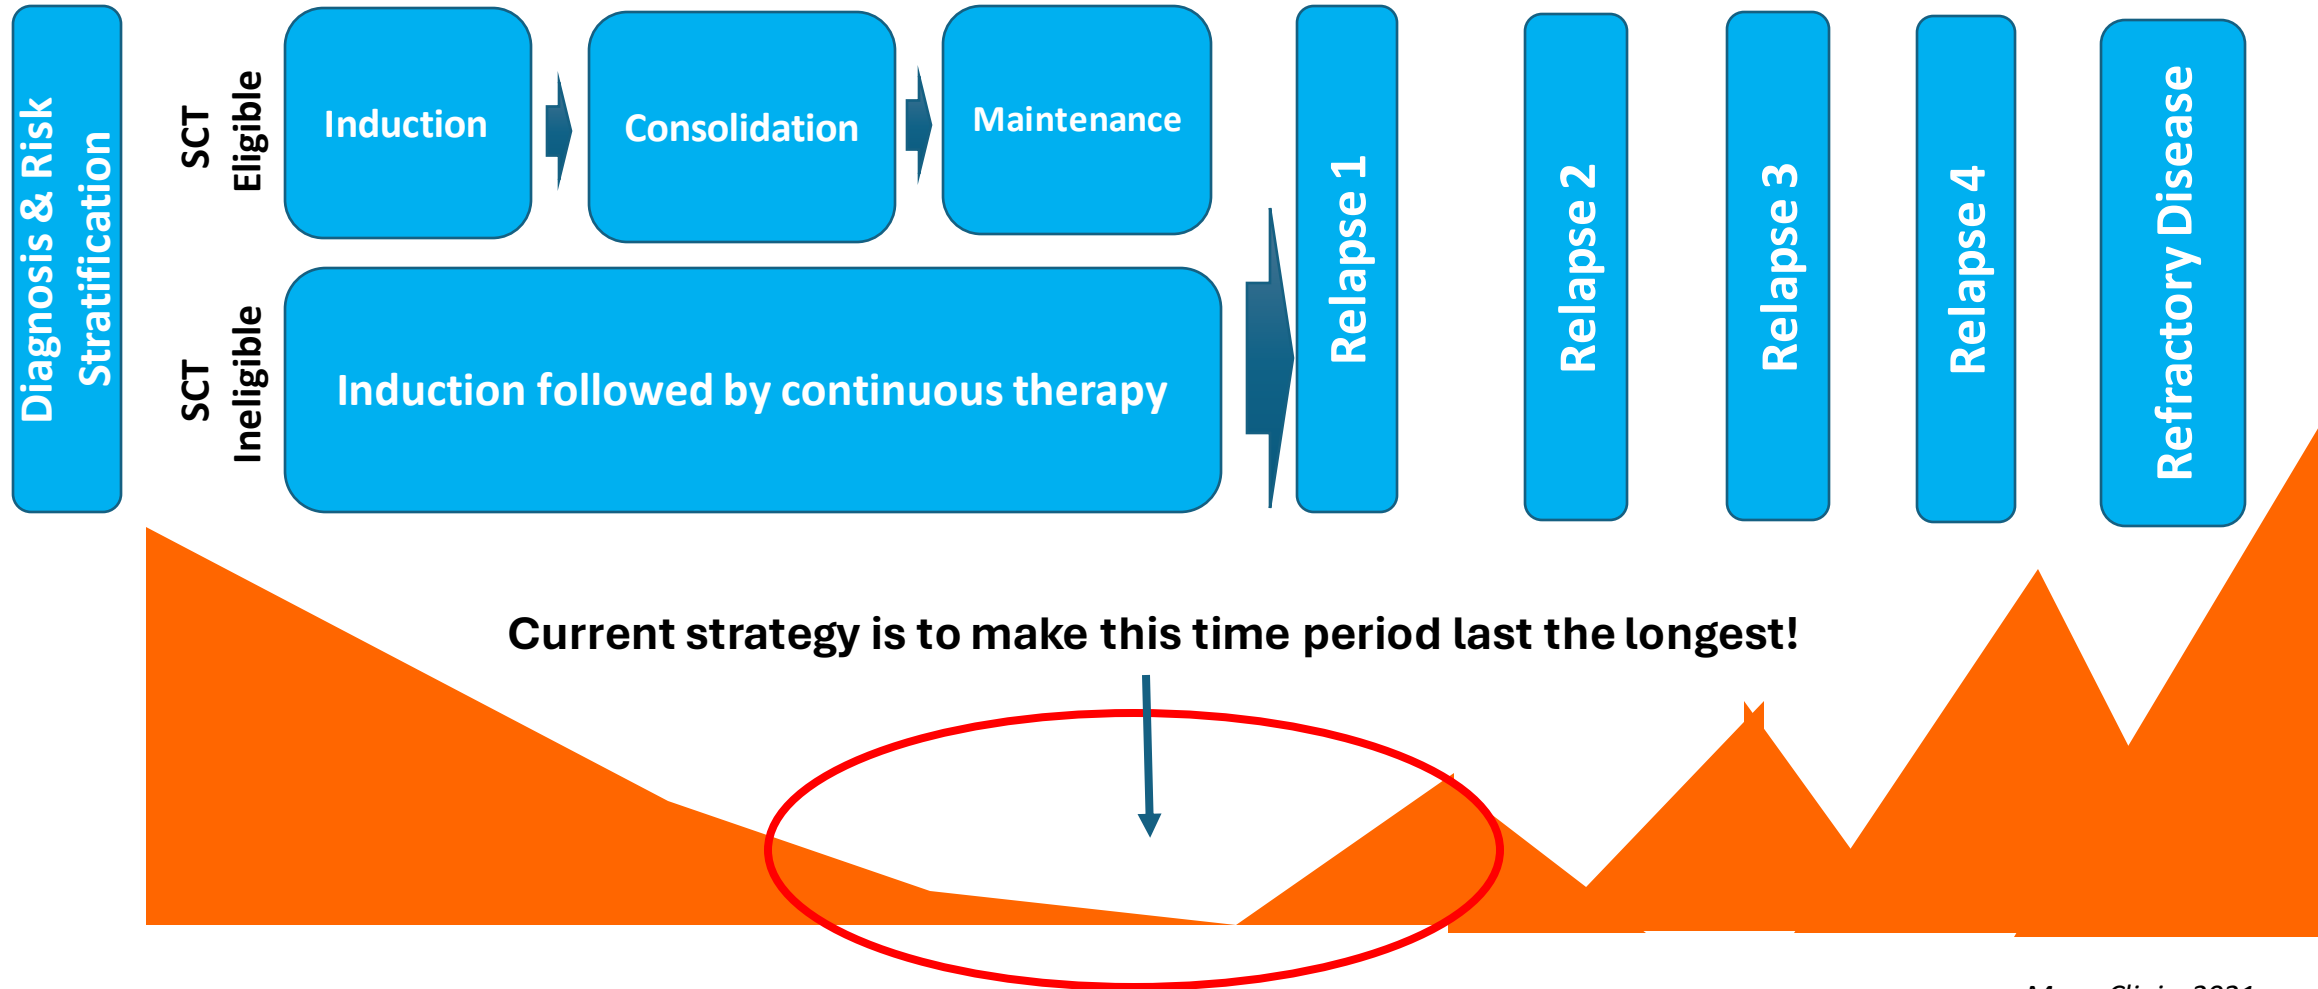 Diagnosis & Risk
Stratification
SCT
Eligible
Induction
Consolidation
Maintenance
SCT
Ineligible
Induction followed by continuous therapy
Relapse 1
Relapse 2
Relapse 3
Relapse 4
Refractory Disease
Current strategy is to make this time period last the longest!